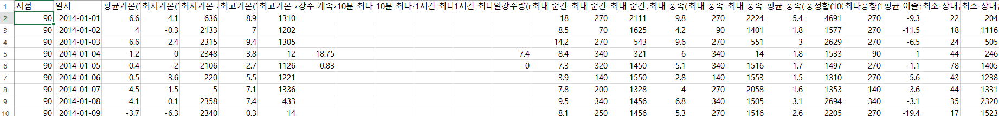 1 지점 일시 평균기온(° 최저기온(° 최저기온 시 최고기온(° 최고기온 시 강수 계속시 10분 최다 10분 최다 1시간 최다 1시간 최다 일강수량(r 최대 순간 최대 순간 최대 순간풍 최대 풍속( 최대 풍속 최대 풍속 평균 풍속( 풍정합(100 최다풍향(1 평균 이슬점 최소 상대습 최소 상대습
2 90 2014-01-01 6.6 4.1 636 8.9 1310 18 270 2111 9.8 270 2224 5.4 4691 270 -9.3 22 204
3 90 2014-01-02 4 -0.3 2133 7 1202 8.5 70 1625 4.2 90 1401 1.8 1577 270 -11.5 18 1116
4 90 2014-01-03 6.6 2.4 2315 9.4 1305 14.2 270 543 9.6 270 551 3 2629 270 -6.5 24 505
5 90 2014-01-04 1.2 0 2348 3.8 12 18.75 7.4 8.4 340 321 6 340 14 1.8 1533 90 -1 44 246
6 90 2014-01-05 0.4 -2 2106 2.7 1126 0.83 0 7.3 320 1450 5.1 340 1516 1.7 1497 270 -1.1 78 1405
7 90 2014-01-06 0.5 -3.6 220 5.5 1221 3.9 140 1550 2.8 140 1553 1.5 1310 270 -5.6 43 1238
8 90 2014-01-07 4.5 -1.5 5 7.1 1336 7.8 200 1328 4 270 2058 1.6 1353 140 -3.6 44 1331
9 90 2014-01-08 4.1 0.1 2358 7.4 433 9.5 340 1456 6.8 340 1505 3.1 2694 340 -3.1 35 2320
10 90 2014-01-09 -3.7 -6.3 2340 0.3 14 8.1 250 1456 5.3 270 1516 2.6 2205 270 -19.4 17 1523